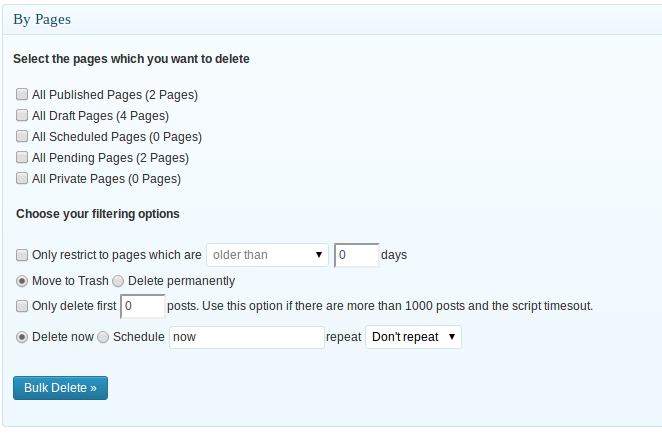 By Pages
Select the pages which you want to delete
All Published Pages (2 Pages)
All Draft Pages (4 Pages)
All Scheduled Pages (0 Pages)
All Pending Pages (2 Pages)
All Private Pages (0 Pages)
Choose your filtering options
Only restrict to pages which are older than 0 days
Move to Trash Delete permanently
Only delete first 0 posts. Use this option if there are more than 1000 posts and the script timesout.
Delete now Schedule now repeat Don't repeat
Bulk Delete »